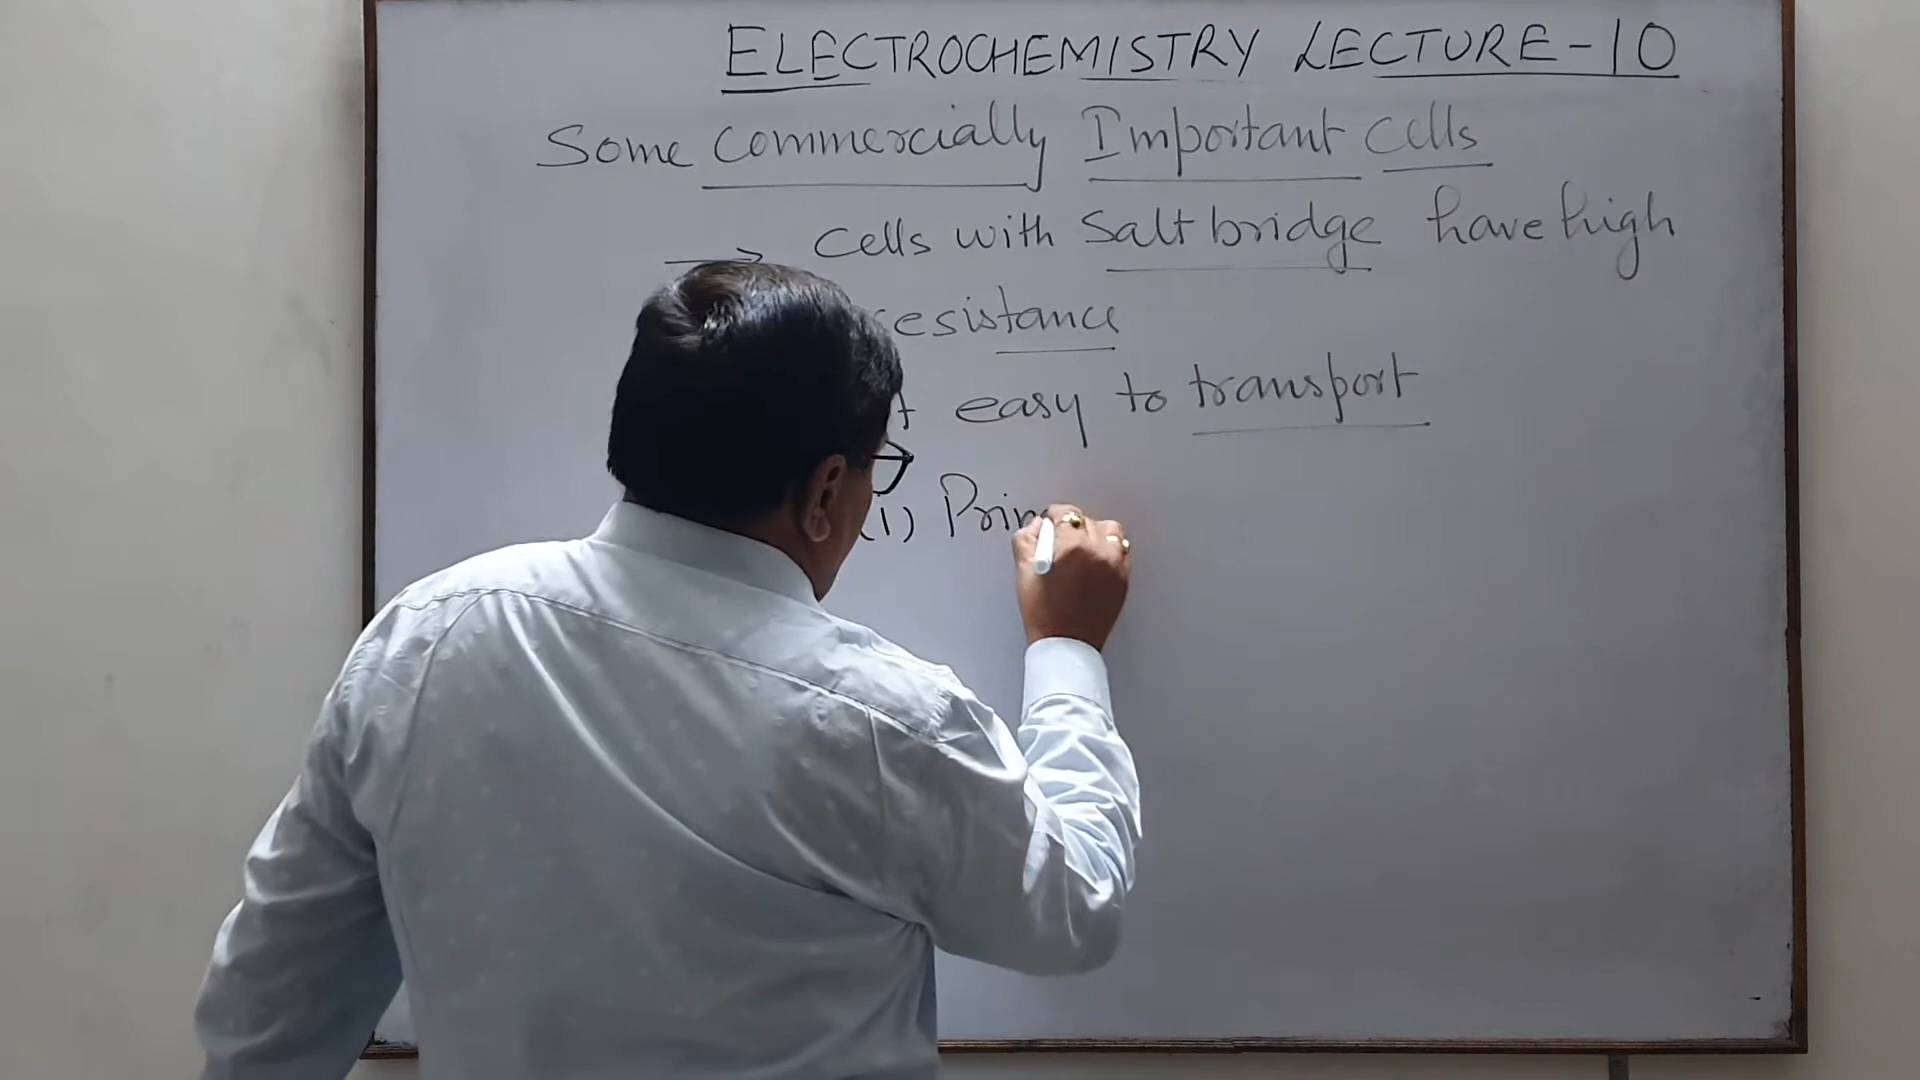 ELECTROCHEMISTRY LECTURE-10
Some Commercially Important Cells
→ Cells with Salt bridge have high
resistance
easy to transport
(1)